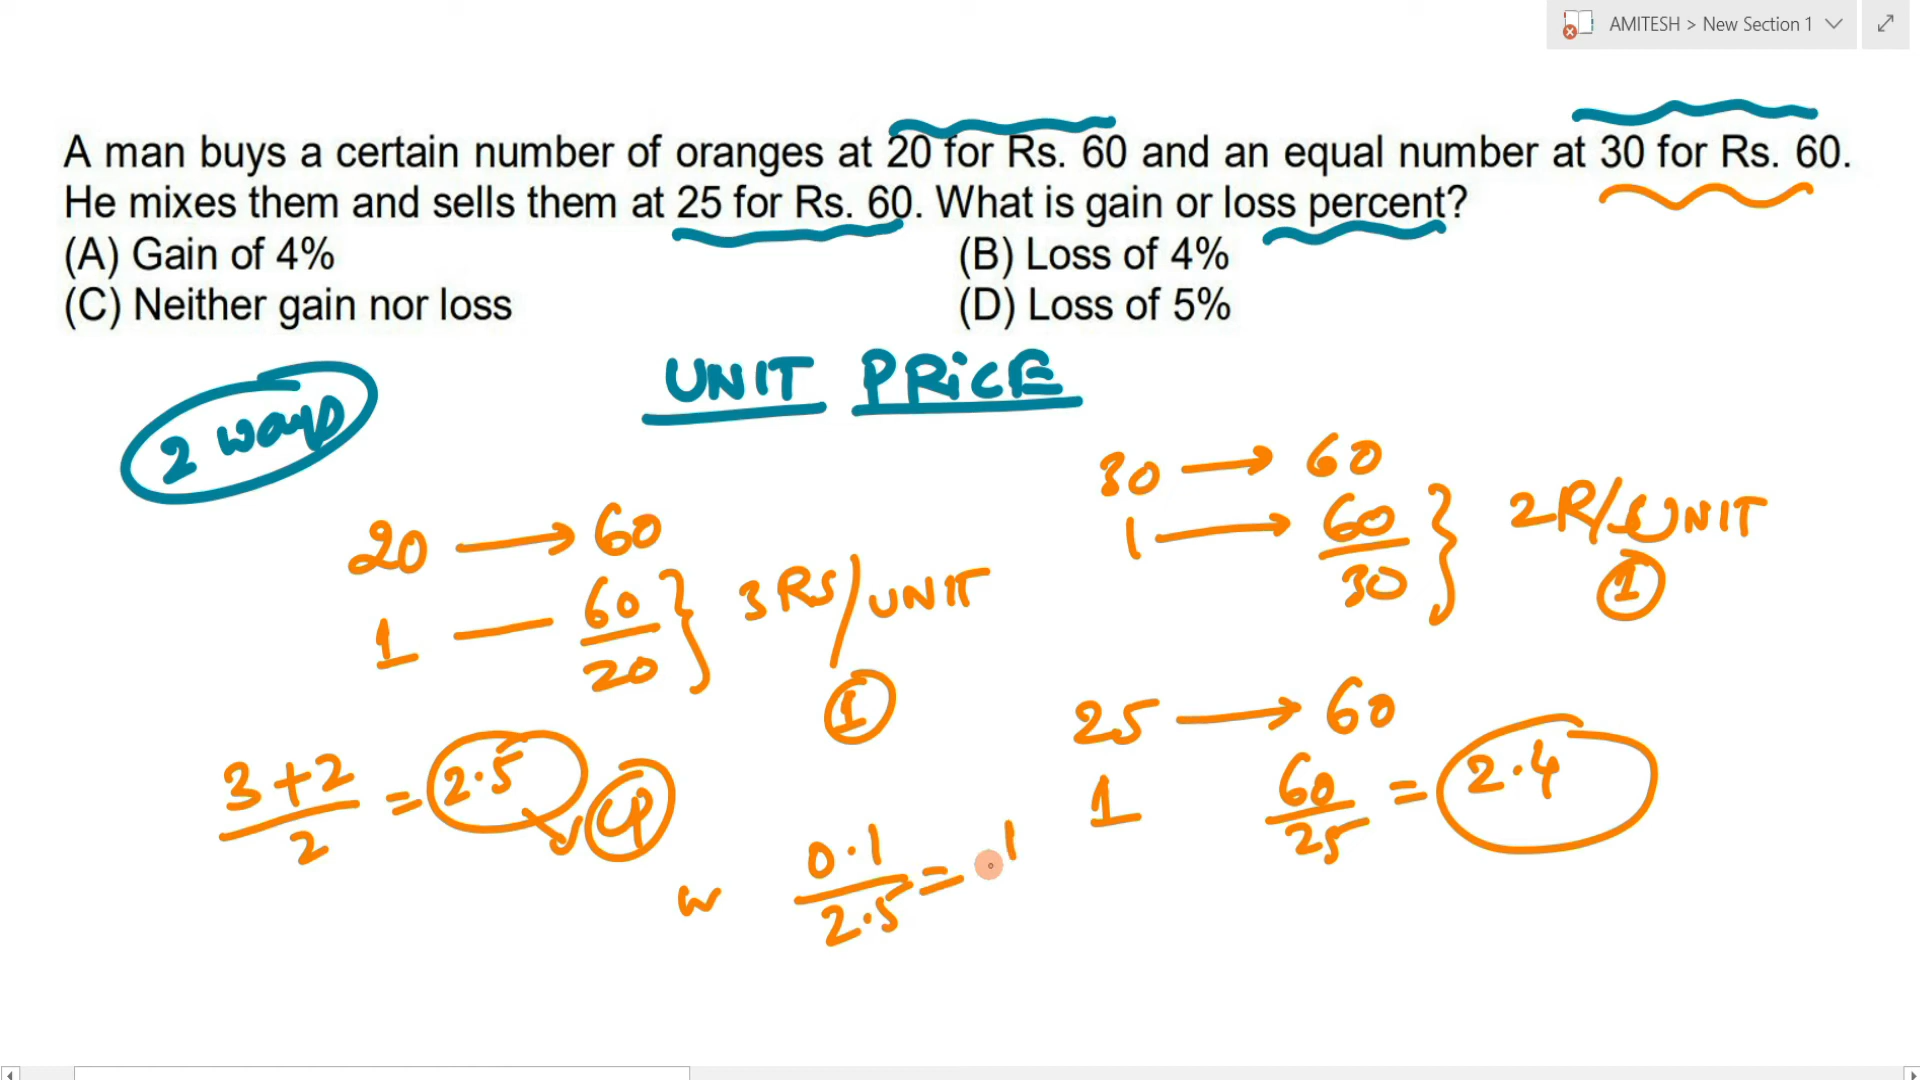 AMITESH > New Section 1
A man buys a certain number of oranges at 20 for Rs. 60 and an equal number at 30 for Rs. 60.
He mixes them and sells them at 25 for Rs. 60. What is gain or loss percent?
(A) Gain of 4% (B) Loss of 4%
(C) Neither gain nor loss (D) Loss of 5%
UNIT PRICE
2 ways
20 → 60
1 — 60/20 } 3 RS/UNIT
1
30 → 60
1 → 60/30 } 2R/UNIT
1
3+2/2 = 2.5
25 → 60
1 60/25 = 2.4
0.1/2.5 =